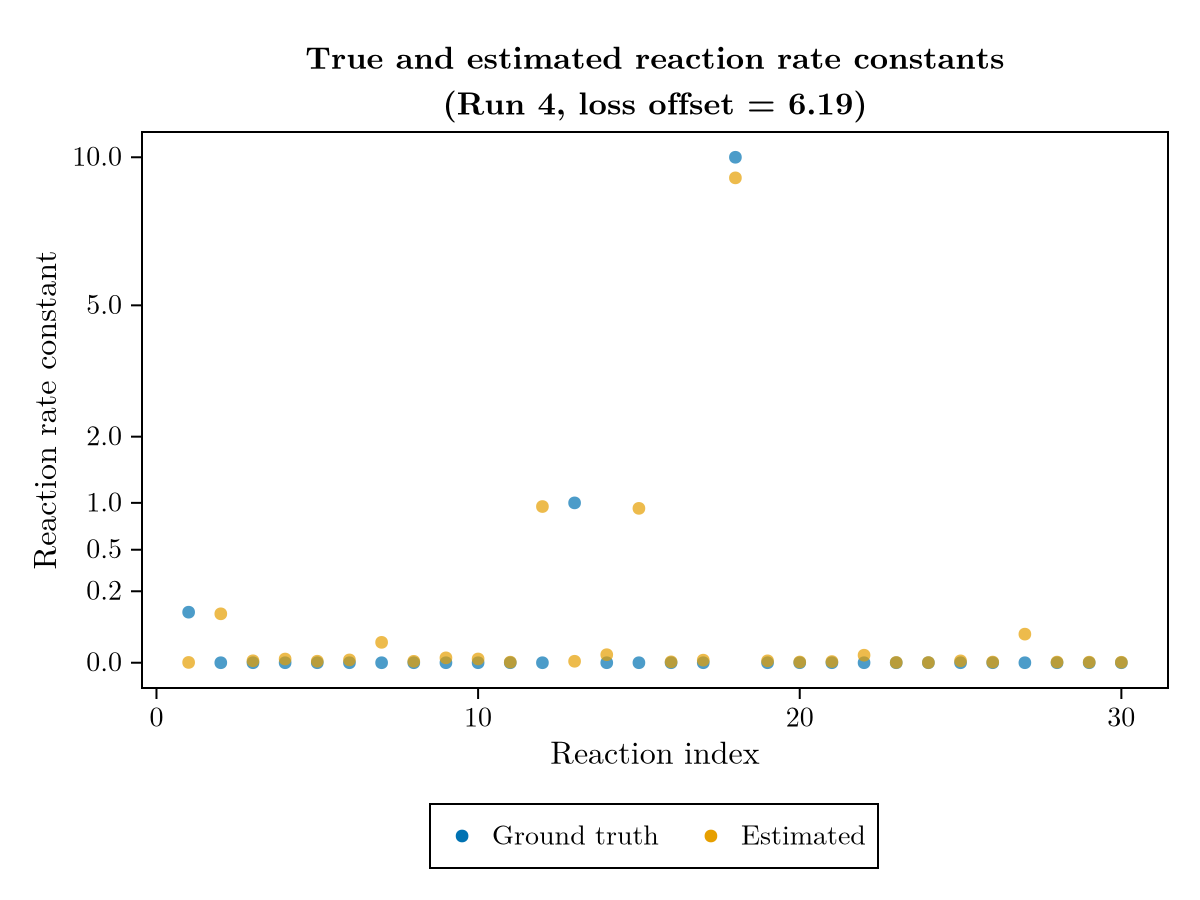 True and estimated reaction rate constants
(Run 4, loss offset = 6.19)
Reaction rate constant
10.0
5.0
2.0
1.0
0.5
0.2
0.0
0 10 20 30
Reaction index
Ground truth Estimated